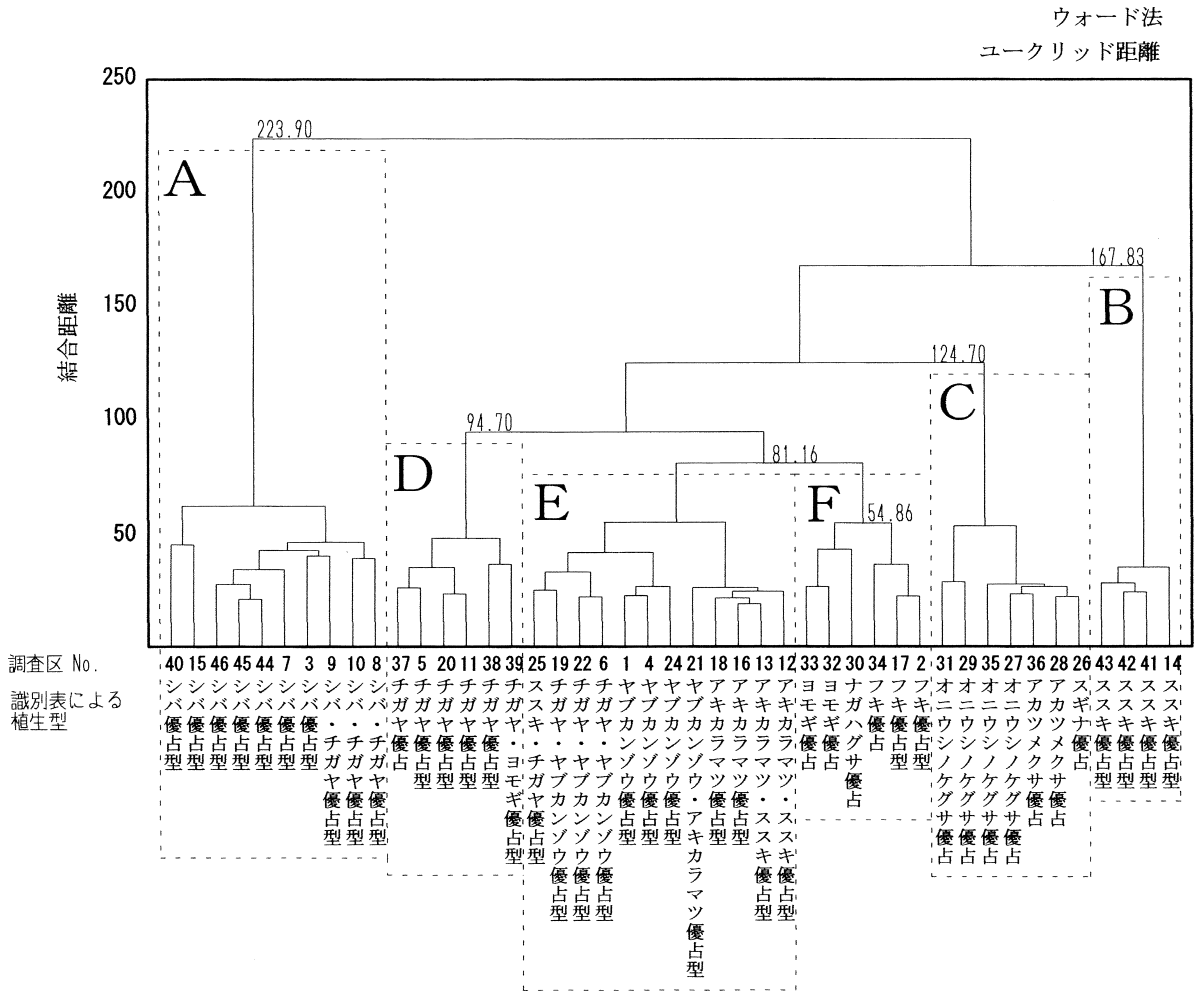 ウォード法
ユークリッド距離
250
200
150
100
50
結合距離
223.90
167.83
124.70
94.70
81.16
54.86
A
B
C
D
E
F
調査区 No.
40 15 46 45 44 7 3 9 10 8 37 5 20 11 38 39 25 19 22 6 1 4 24 21 18 16 13 12 33 32 30 34 17 2 31 29 35 27 36 28 26 43 42 41 14
識別表による
植生型
シバ優占型
シバ優占型
シバ優占型
シバ優占型
シバ優占型
シバ優占型
シバ優占型
シバ・チガヤ優占型
シバ・チガヤ優占型
シバ・チガヤ優占型
チガヤ優占
チガヤ優占型
チガヤ優占型
チガヤ優占型
チガヤ優占型
チガヤ・ヨモギ優占型
ススキ・チガヤ優占型
チガヤ・ヤブカンゾウ優占型
チガヤ・ヤブカンゾウ優占型
チガヤ・ヤブカンゾウ優占型
ヤブカンゾウ優占型
ヤブカンゾウ優占型
ヤブカンゾウ優占型
ヤブカンゾウ・アキカラマツ優占型
アキカラマツ優占型
アキカラマツ優占型
アキカラマツ・ススキ優占型
アキカラマツ・ススキ優占型
ヨモギ優占
ヨモギ優占
ナガハグサ優占
フキ優占
フキ優占型
フキ優占型
オニウシノケグサ優占
オニウシノケグサ優占
オニウシノケグサ優占
オニウシノケグサ優占
アカツメクサ優占
アカツメクサ優占
スギナ優占
ススキ優占型
ススキ優占型
ススキ優占型
ススキ優占型